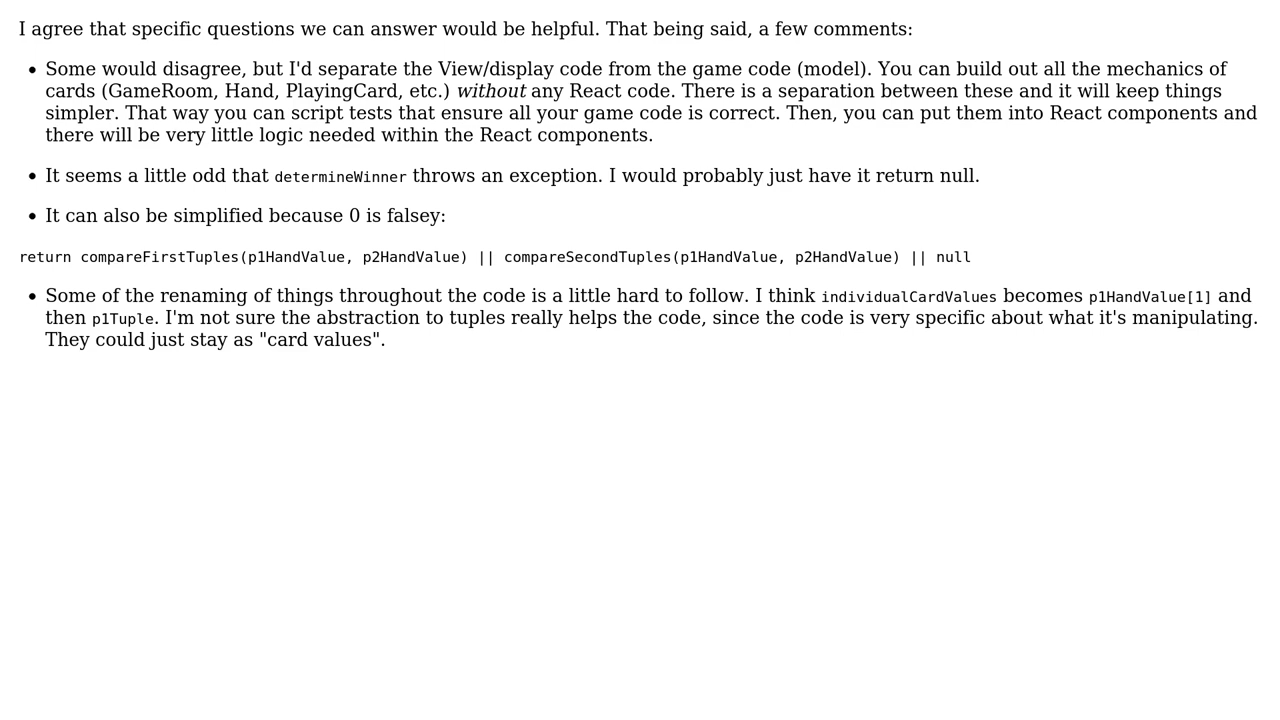 I agree that specific questions we can answer would be helpful. That being said, a few comments:
• Some would disagree, but I'd separate the View/display code from the game code (model). You can build out all the mechanics of
cards (GameRoom, Hand, PlayingCard, etc.) without any React code. There is a separation between these and it will keep things
simpler. That way you can script tests that ensure all your game code is correct. Then, you can put them into React components and
there will be very little logic needed within the React components.
• It seems a little odd that determineWinner throws an exception. I would probably just have it return null.
• It can also be simplified because 0 is falsey:
return compareFirstTuples(p1HandValue, p2HandValue) || compareSecondTuples(p1HandValue, p2HandValue) || null
• Some of the renaming of things throughout the code is a little hard to follow. I think individualCardValues becomes p1HandValue[1] and
then p1Tuple. I'm not sure the abstraction to tuples really helps the code, since the code is very specific about what it's manipulating.
They could just stay as "card values".